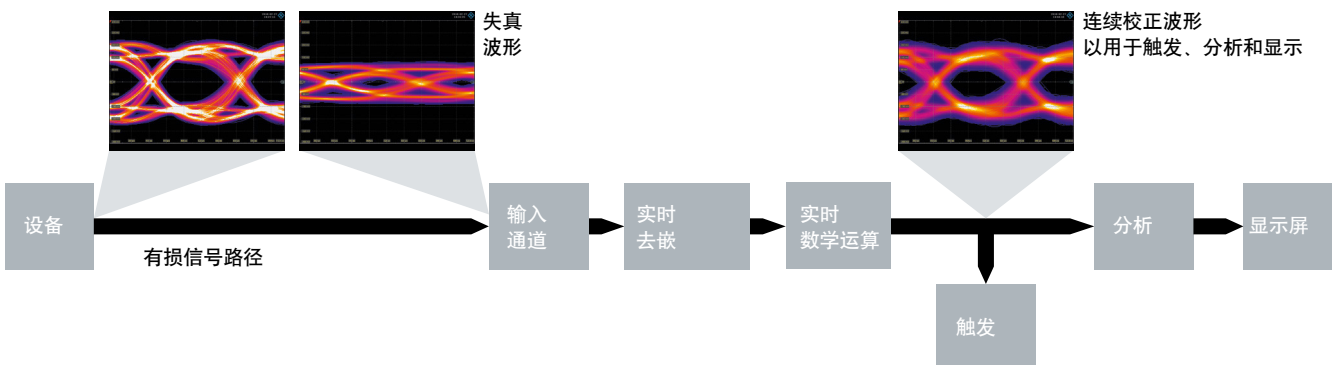 失真
波形
连续校正波形
以用于触发、分析和显示
设备
有损信号路径
输入
通道
实时
去嵌
实时
数学运算
分析
显示屏
触发